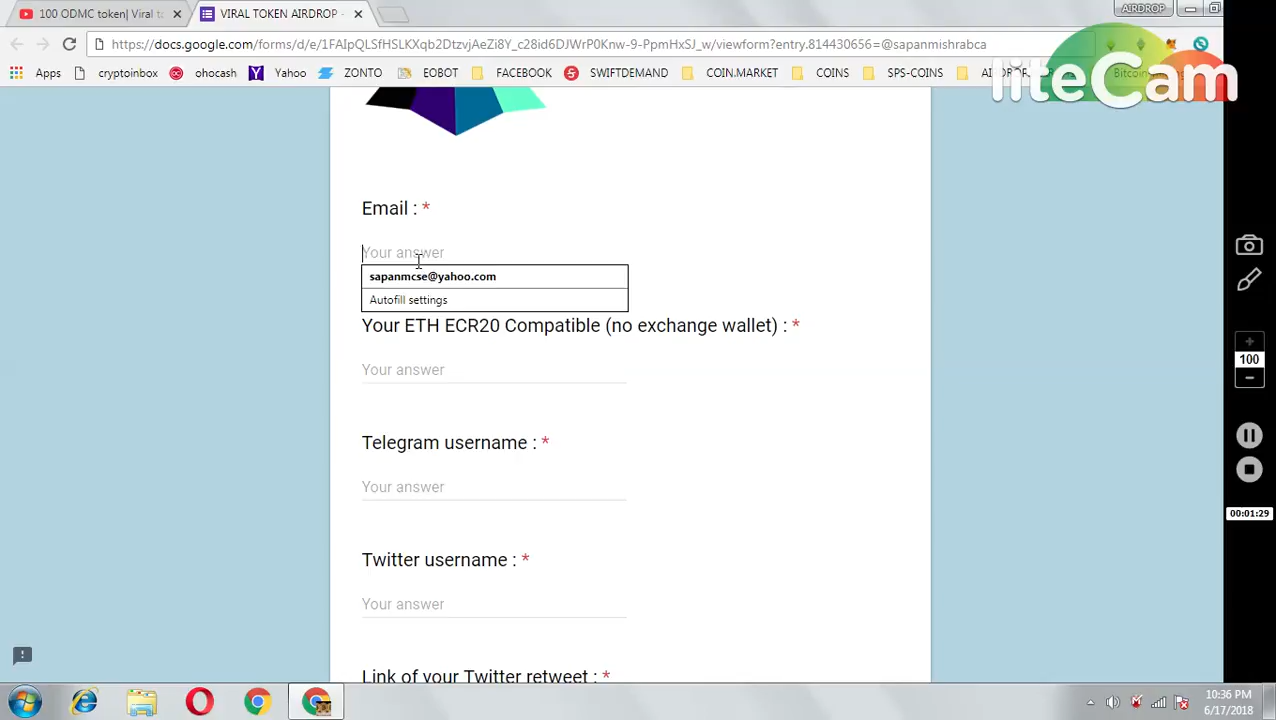 100 ODMC token| Viral t
VIRAL TOKEN AIRDROP -
AIRDROP
https://docs.google.com/forms/d/e/1FAIpQLSfHSLKXqb2DtzvjAeZi8Y_c28id6DJWrP0Knw-9-PpmHxSJ_w/viewform?entry.814430656=@sapanmishrabca
Apps
cryptoinbox
ohocash
Yahoo
ZONTO
EOBOT
FACEBOOK
SWIFTDEMAND
COIN.MARKET
COINS
SPS-COINS
liteCam
Email : *
Your answer
sapanmcse@yahoo.com
Autofill settings
Your ETH ECR20 Compatible (no exchange wallet) : *
Your answer
Telegram username : *
Your answer
Twitter username : *
Your answer
Link of your Twitter retweet : *
100
00:01:29
10:36 PM
6/17/2018